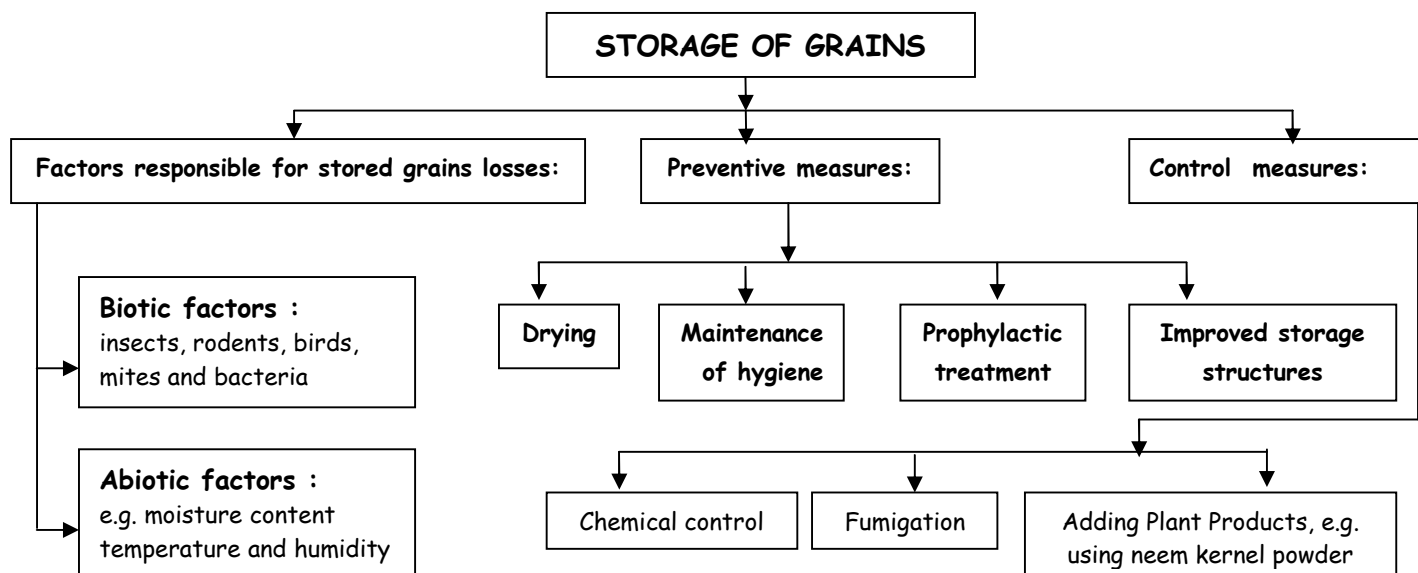 STORAGE OF GRAINS
Factors responsible for stored grains losses:
Preventive measures:
Control measures:
Biotic factors :
insects, rodents, birds,
mites and bacteria
Drying
Maintenance
of hygiene
Prophylactic
treatment
Improved storage
structures
Abiotic factors :
e.g. moisture content
temperature and humidity
Chemical control
Fumigation
Adding Plant Products, e.g.
using neem kernel powder